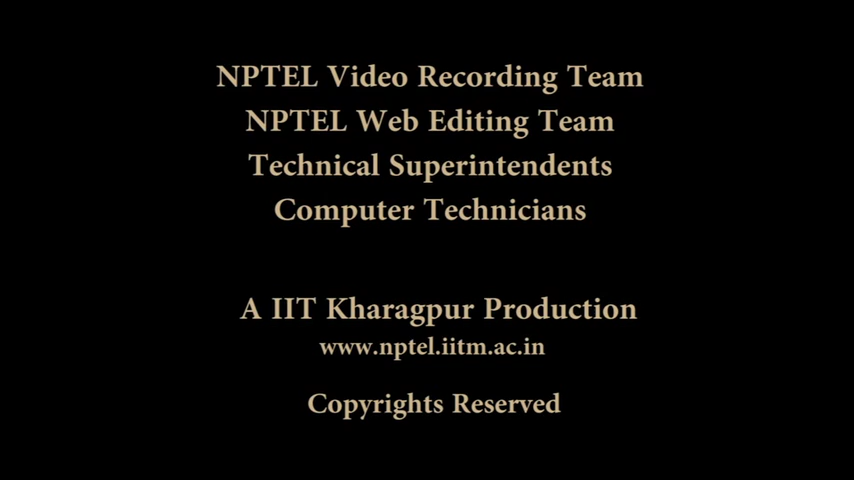 NPTEL Video Recording Team
NPTEL Web Editing Team
Technical Superintendents
Computer Technicians
A IIT Kharagpur Production
www.nptel.iitm.ac.in
Copyrights Reserved